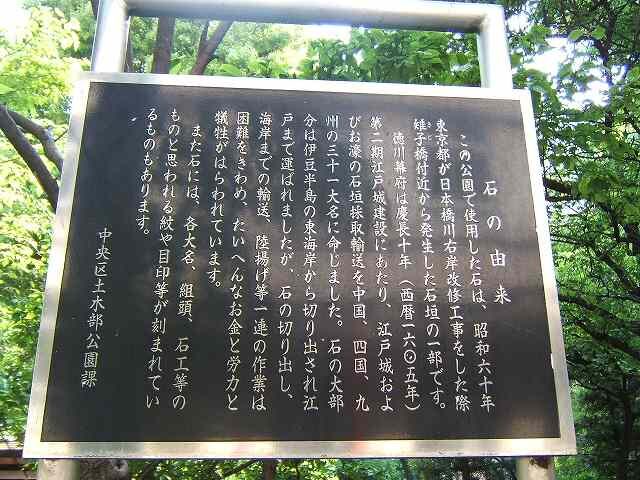 石の由来
この公園で使用した石は、昭和六十年
東京都が日本橋川右岸改修工事をした際
雉子橋付近から発生した石垣の一部です。
きじ
徳川幕府は慶長十年（西暦一六〇五年）
第二期江戸城建設にあたり、江戸城およ
びお濠の石垣採取輸送を中国、四国、九
州の三十一大名に命じました。石の大部
分は伊豆半島の東海岸から切り出され江
戸まで運ばれましたが、石の切り出し、
海岸までの輸送、陸揚げ等一連の作業は
困難をきわめ、たいへんなお金と労力と
犠牲がはらわれています。
また石には、各大名、組頭、石工等の
ものと思われる紋や目印等が刻まれてい
るものもあります。
中央区土木部公園課